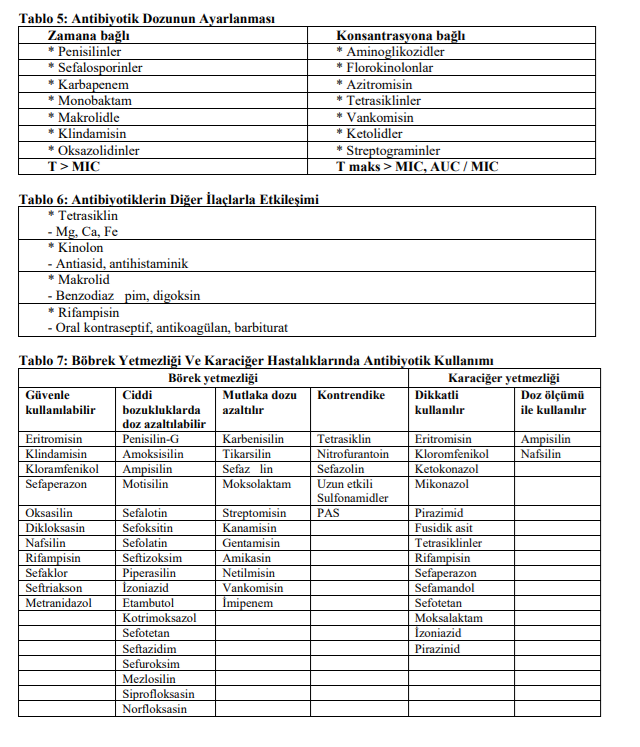 Tablo 5: Antibiyotik Dozunun Ayarlanması
Zamana bağlı Konsantrasyona bağlı
* Penisilinler * Aminoglikozidler
* Sefalosporinler * Florokinolonlar
* Karbapenem * Azitromisin
* Monobaktam * Tetrasiklinler
* Makrolidle * Vankomisin
* Klindamisin * Ketolidler
* Oksazolidinler * Streptograminler
T > MIC T maks > MIC, AUC / MIC
Tablo 6: Antibiyotiklerin Diğer İlaçlarla Etkileşimi
* Tetrasiklin
- Mg, Ca, Fe
* Kinolon
- Antiasid, antihistaminik
* Makrolid
- Benzodiaz pim, digoksin
* Rifampisin
- Oral kontraseptif, antikoagülan, barbiturat
Tablo 7: Böbrek Yetmezliği Ve Karaciğer Hastalıklarında Antibiyotik Kullanımı
Börek yetmezliği Karaciğer yetmezliği
Güvenle Ciddi Mutlaka dozu Kontrendike Dikkatli Doz ölçümü
kullanılabilir bozukluklarda azaltılır kullanılır ile kullanılır
doz azaltılabilir
Eritromisin Penisilin-G Karbenisilin Tetrasiklin Eritromisin Ampisilin
Klindamisin Amoksisilin Tikarsilin Nitrofurantoin Kloromfenikol Nafsilin
Kloramfenikol Ampisilin Sefaz lin Sefazolin Ketokonazol
Sefaperazon Motisilin Moksolaktam Uzun etkili Mikonazol
Sulfonamidler
Oksasilin Sefalotin Streptomisin PAS Pirazimid
Dikloksasin Sefoksitin Kanamisin Fusidik asit
Nafsilin Sefolatin Gentamisin Tetrasiklinler
Rifampisin Seftizoksim Amikasin Rifampisin
Sefaklor Piperasilin Netilmisin Sefaperazon
Seftriakson İzoniazid Vankomisin Sefamandol
Metranidazol Etambutol İmipenem Sefotetan
Kotrimoksazol Moksalaktam
Sefotetan İzoniazid
Seftazidim Pirazinid
Sefuroksim
Mezlosilin
Siprofloksasin
Norfloksasin